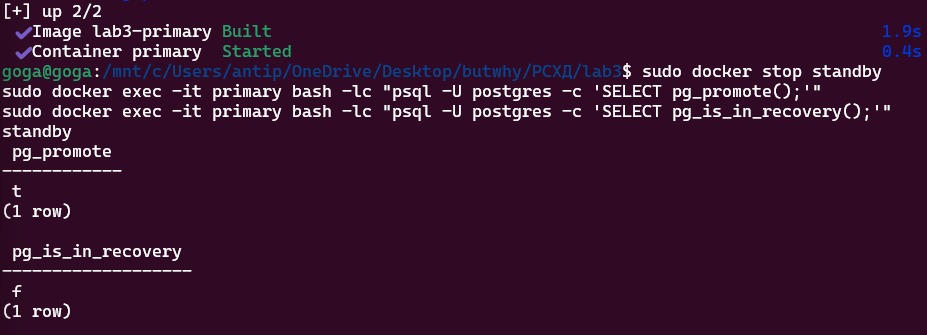 [+] up 2/2
✔Image lab3-primary Built 1.9s
✔Container primary Started 0.4s
goga@goga:/mnt/c/Users/antip/OneDrive/Desktop/butwhy/РСХД/lab3$ sudo docker stop standby
sudo docker exec -it primary bash -lc "psql -U postgres -c 'SELECT pg_promote();'"
sudo docker exec -it primary bash -lc "psql -U postgres -c 'SELECT pg_is_in_recovery();'"
standby
 pg_promote
------------
 t
(1 row)

 pg_is_in_recovery
-------------------
 f
(1 row)